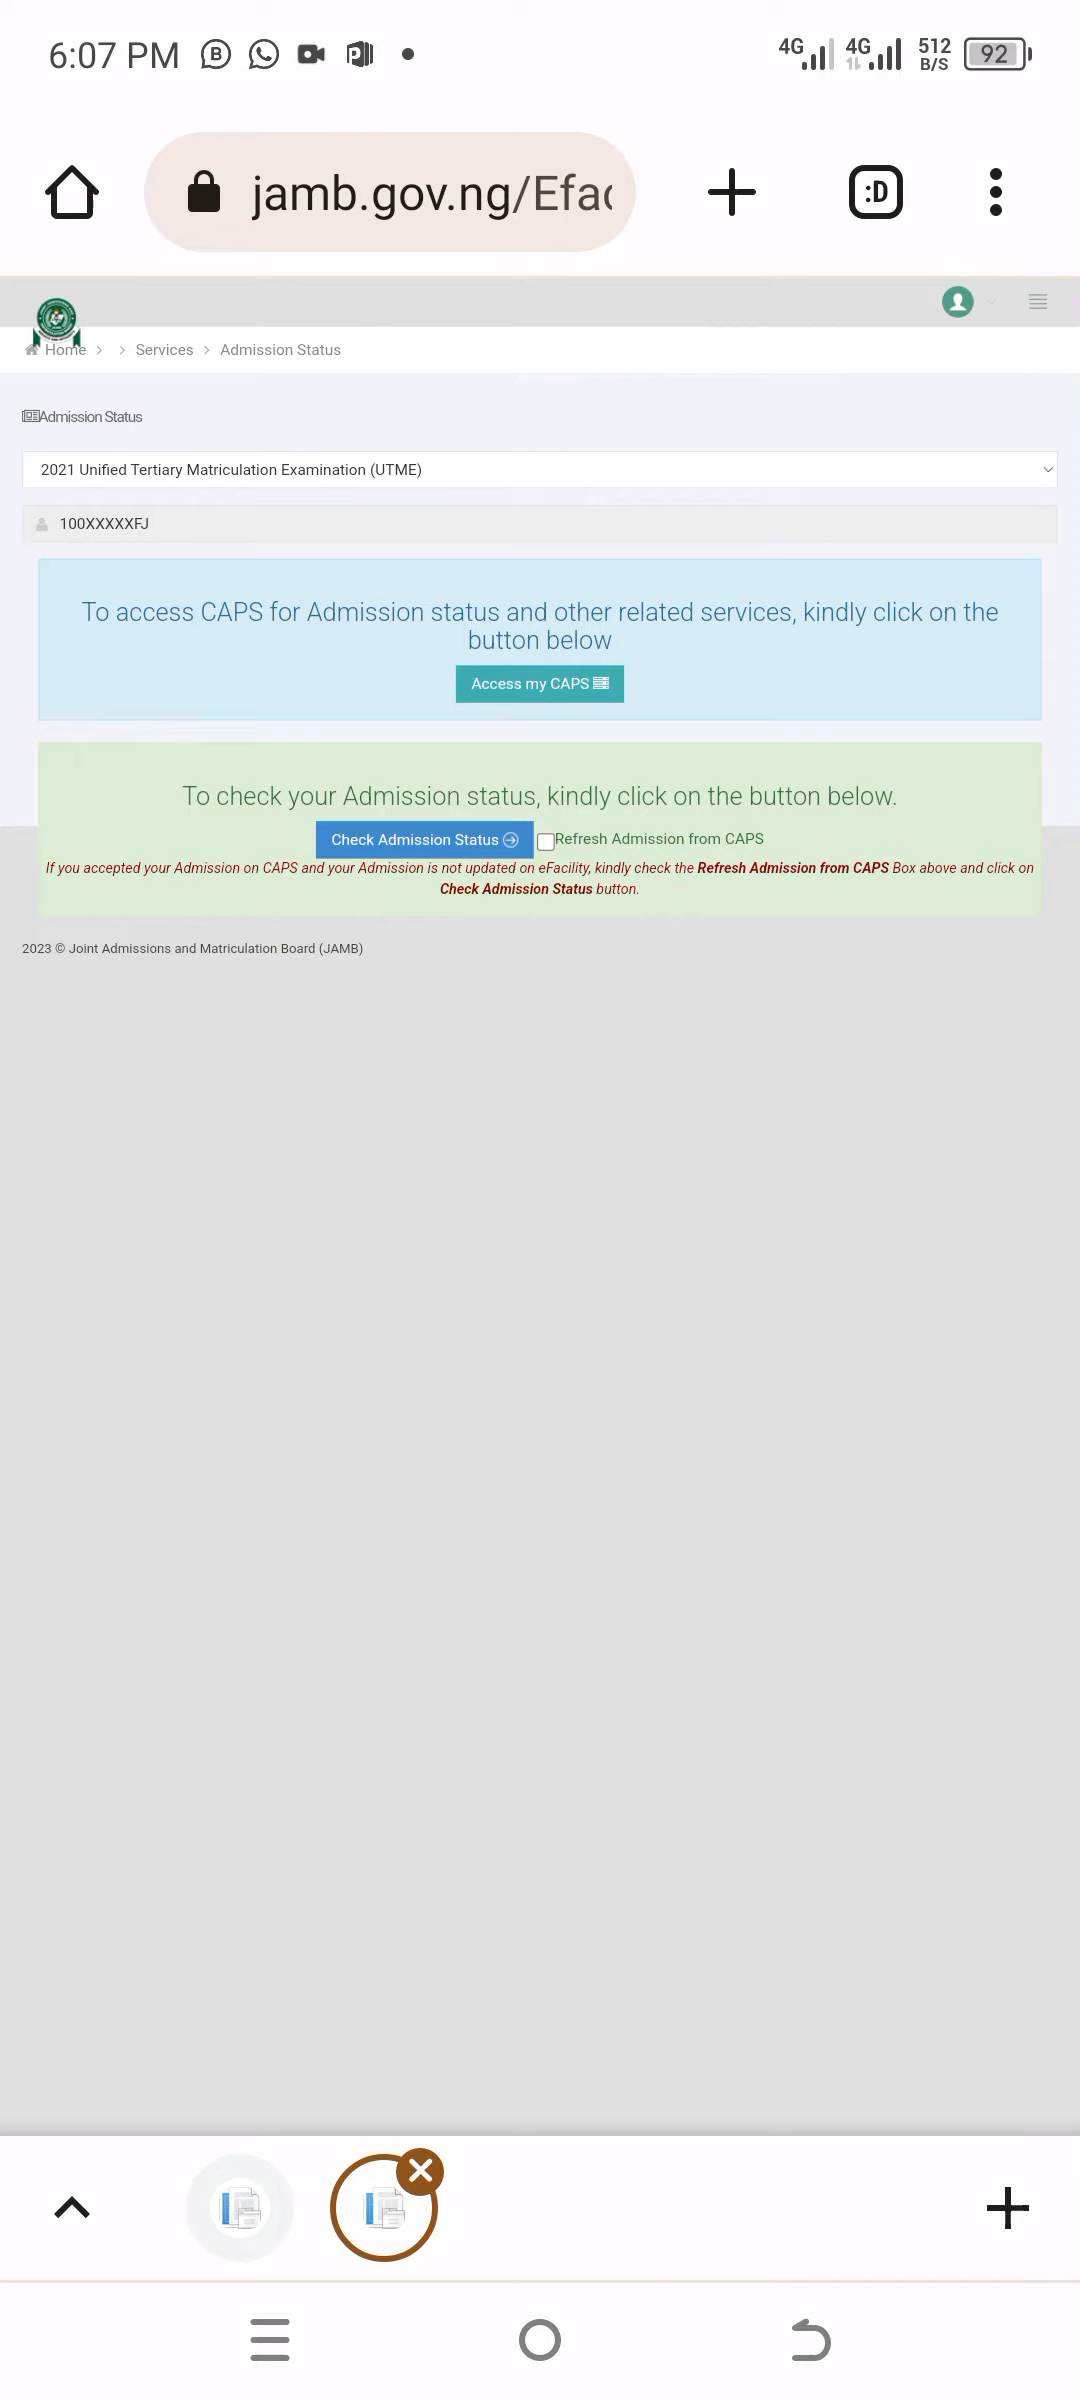 6:07 PM
4G 4G 512 B/S 92
jamb.gov.ng/Efac
:D
Home > > Services > Admission Status
Admission Status
2021 Unified Tertiary Matriculation Examination (UTME)
100XXXXXFJ
To access CAPS for Admission status and other related services, kindly click on the
button below
Access my CAPS
To check your Admission status, kindly click on the button below.
Check Admission Status Refresh Admission from CAPS
If you accepted your Admission on CAPS and your Admission is not updated on eFacility, kindly check the Refresh Admission from CAPS Box above and click on
Check Admission Status button.
2023 © Joint Admissions and Matriculation Board (JAMB)